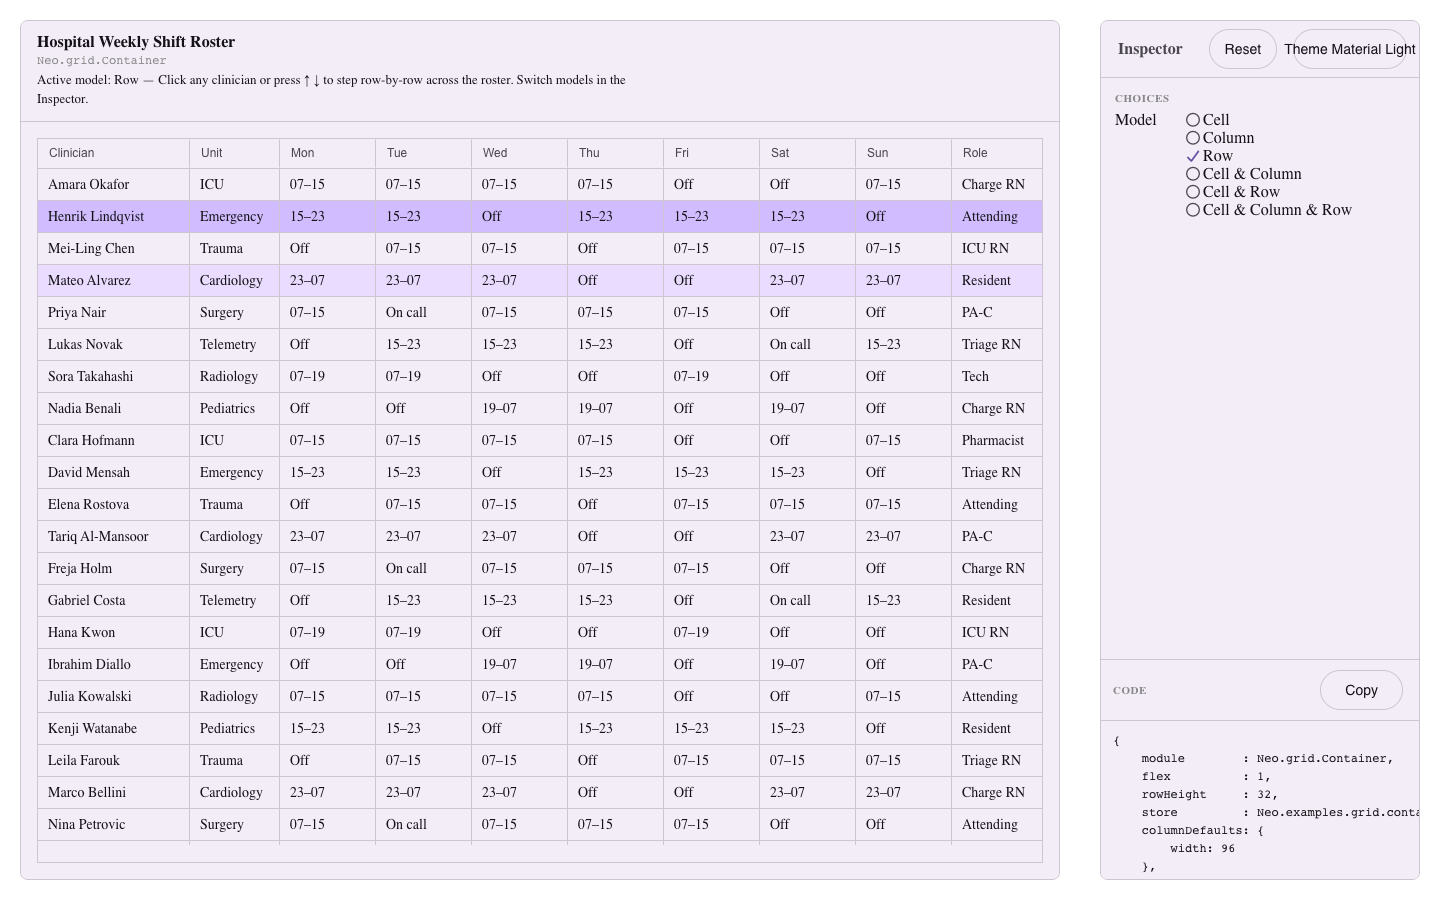 Hospital Weekly Shift Roster
Neo.grid.Container
Active model: Row — Click any clinician or press ↑ ↓ to step row-by-row across the roster. Switch models in the
Inspector.
Clinician Unit Mon Tue Wed Thu Fri Sat Sun Role
Amara Okafor ICU 07–15 07–15 07–15 07–15 Off Off 07–15 Charge RN
Henrik Lindqvist Emergency 15–23 15–23 Off 15–23 15–23 15–23 Off Attending
Mei-Ling Chen Trauma Off 07–15 07–15 Off 07–15 07–15 07–15 ICU RN
Mateo Alvarez Cardiology 23–07 23–07 23–07 Off Off 23–07 23–07 Resident
Priya Nair Surgery 07–15 On call 07–15 07–15 07–15 Off Off PA-C
Lukas Novak Telemetry Off 15–23 15–23 15–23 Off On call 15–23 Triage RN
Sora Takahashi Radiology 07–19 07–19 Off Off 07–19 Off Off Tech
Nadia Benali Pediatrics Off Off 19–07 19–07 Off 19–07 Off Charge RN
Clara Hofmann ICU 07–15 07–15 07–15 07–15 Off Off 07–15 Pharmacist
David Mensah Emergency 15–23 15–23 Off 15–23 15–23 15–23 Off Triage RN
Elena Rostova Trauma Off 07–15 07–15 Off 07–15 07–15 07–15 Attending
Tariq Al-Mansoor Cardiology 23–07 23–07 23–07 Off Off 23–07 23–07 PA-C
Freja Holm Surgery 07–15 On call 07–15 07–15 07–15 Off Off Charge RN
Gabriel Costa Telemetry Off 15–23 15–23 15–23 Off On call 15–23 Resident
Hana Kwon ICU 07–19 07–19 Off Off 07–19 Off Off ICU RN
Ibrahim Diallo Emergency Off Off 19–07 19–07 Off 19–07 Off PA-C
Julia Kowalski Radiology 07–15 07–15 07–15 07–15 Off Off 07–15 Attending
Kenji Watanabe Pediatrics 15–23 15–23 Off 15–23 15–23 15–23 Off Resident
Leila Farouk Trauma Off 07–15 07–15 Off 07–15 07–15 07–15 Triage RN
Marco Bellini Cardiology 23–07 23–07 23–07 Off Off 23–07 23–07 Charge RN
Nina Petrovic Surgery 07–15 On call 07–15 07–15 07–15 Off Off Attending
Inspector Reset Theme Material Light
CHOICES
Model
Cell
Column
Row
Cell & Column
Cell & Row
Cell & Column & Row
CODE Copy
{
module : Neo.grid.Container,
flex : 1,
rowHeight : 32,
store : Neo.examples.grid.conta
columnDefaults: {
width: 96
},